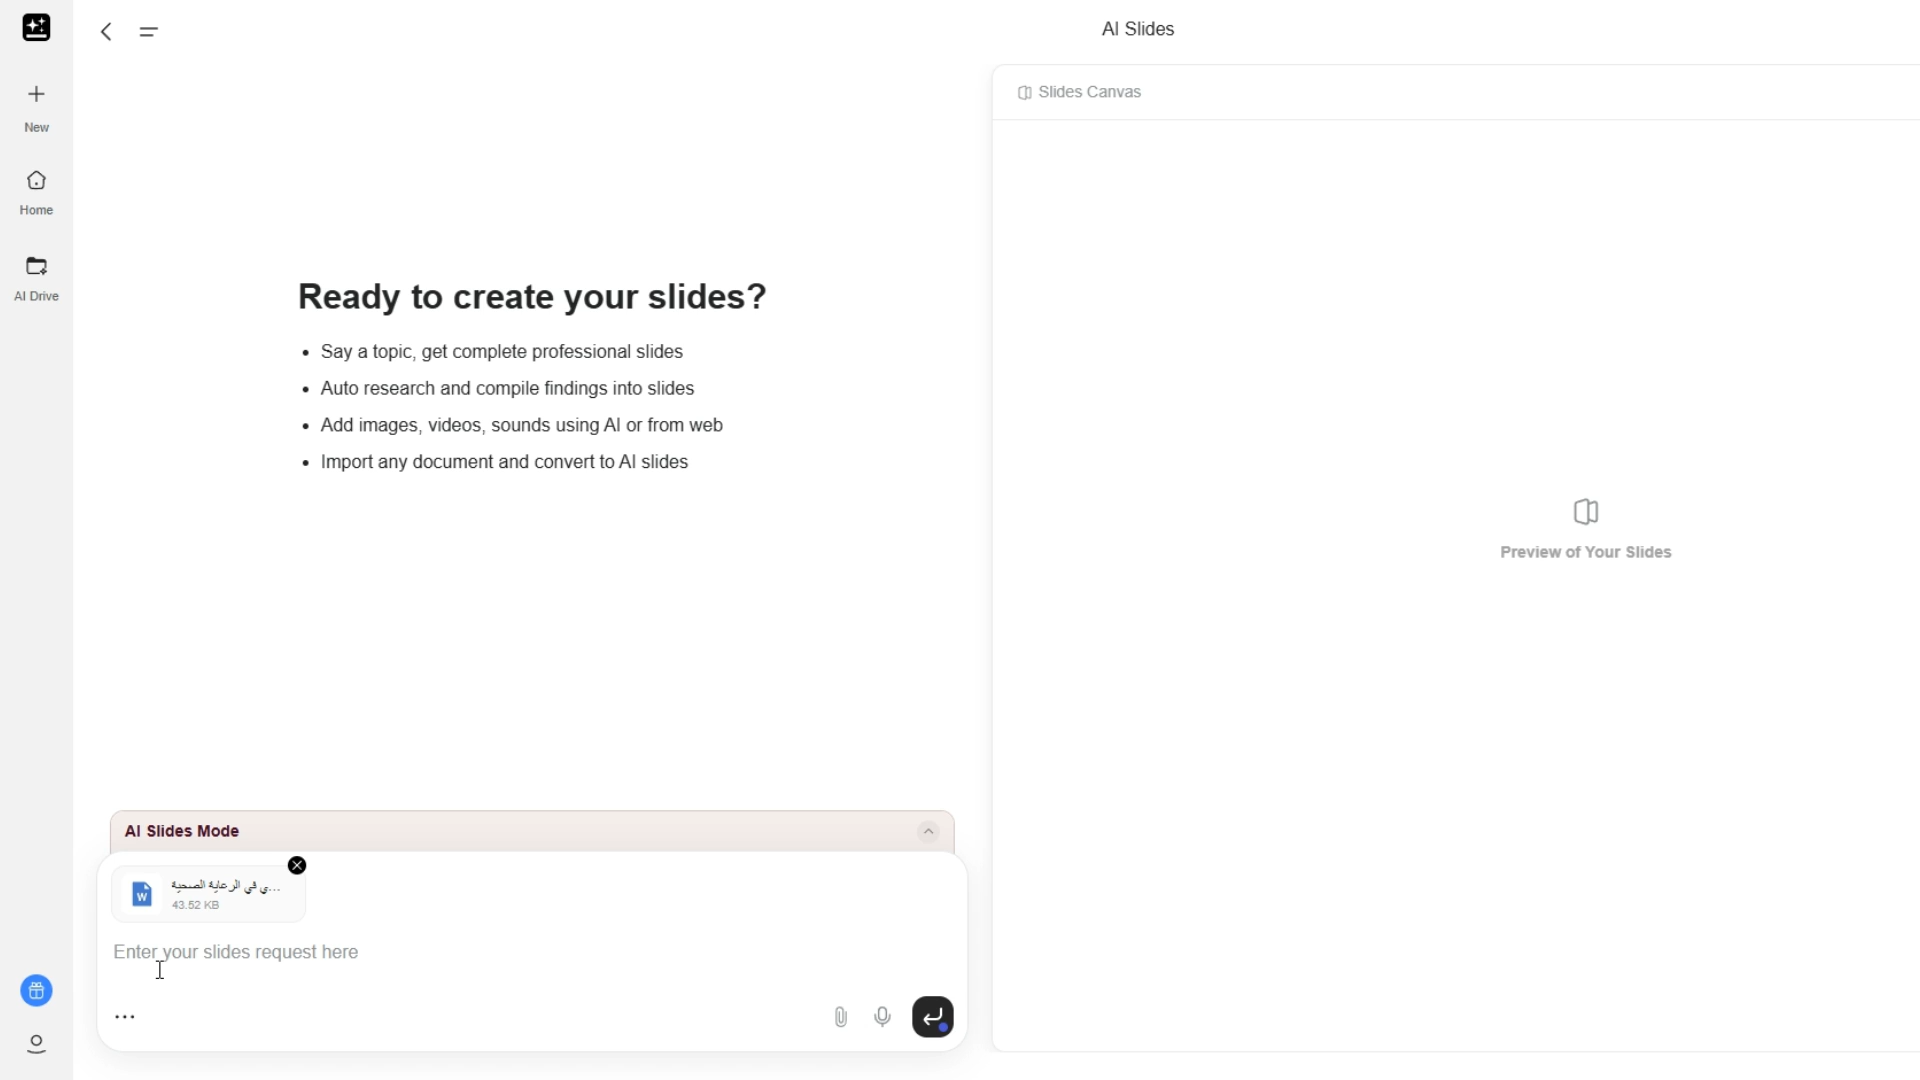 AI Slides
New
Home
AI Drive
Slides Canvas
Ready to create your slides?
• Say a topic, get complete professional slides
• Auto research and compile findings into slides
• Add images, videos, sounds using AI or from web
• Import any document and convert to AI slides
Preview of Your Slides
AI Slides Mode
...ي في الرعاية الصحية
W
43.52 KB
Enter your slides request here